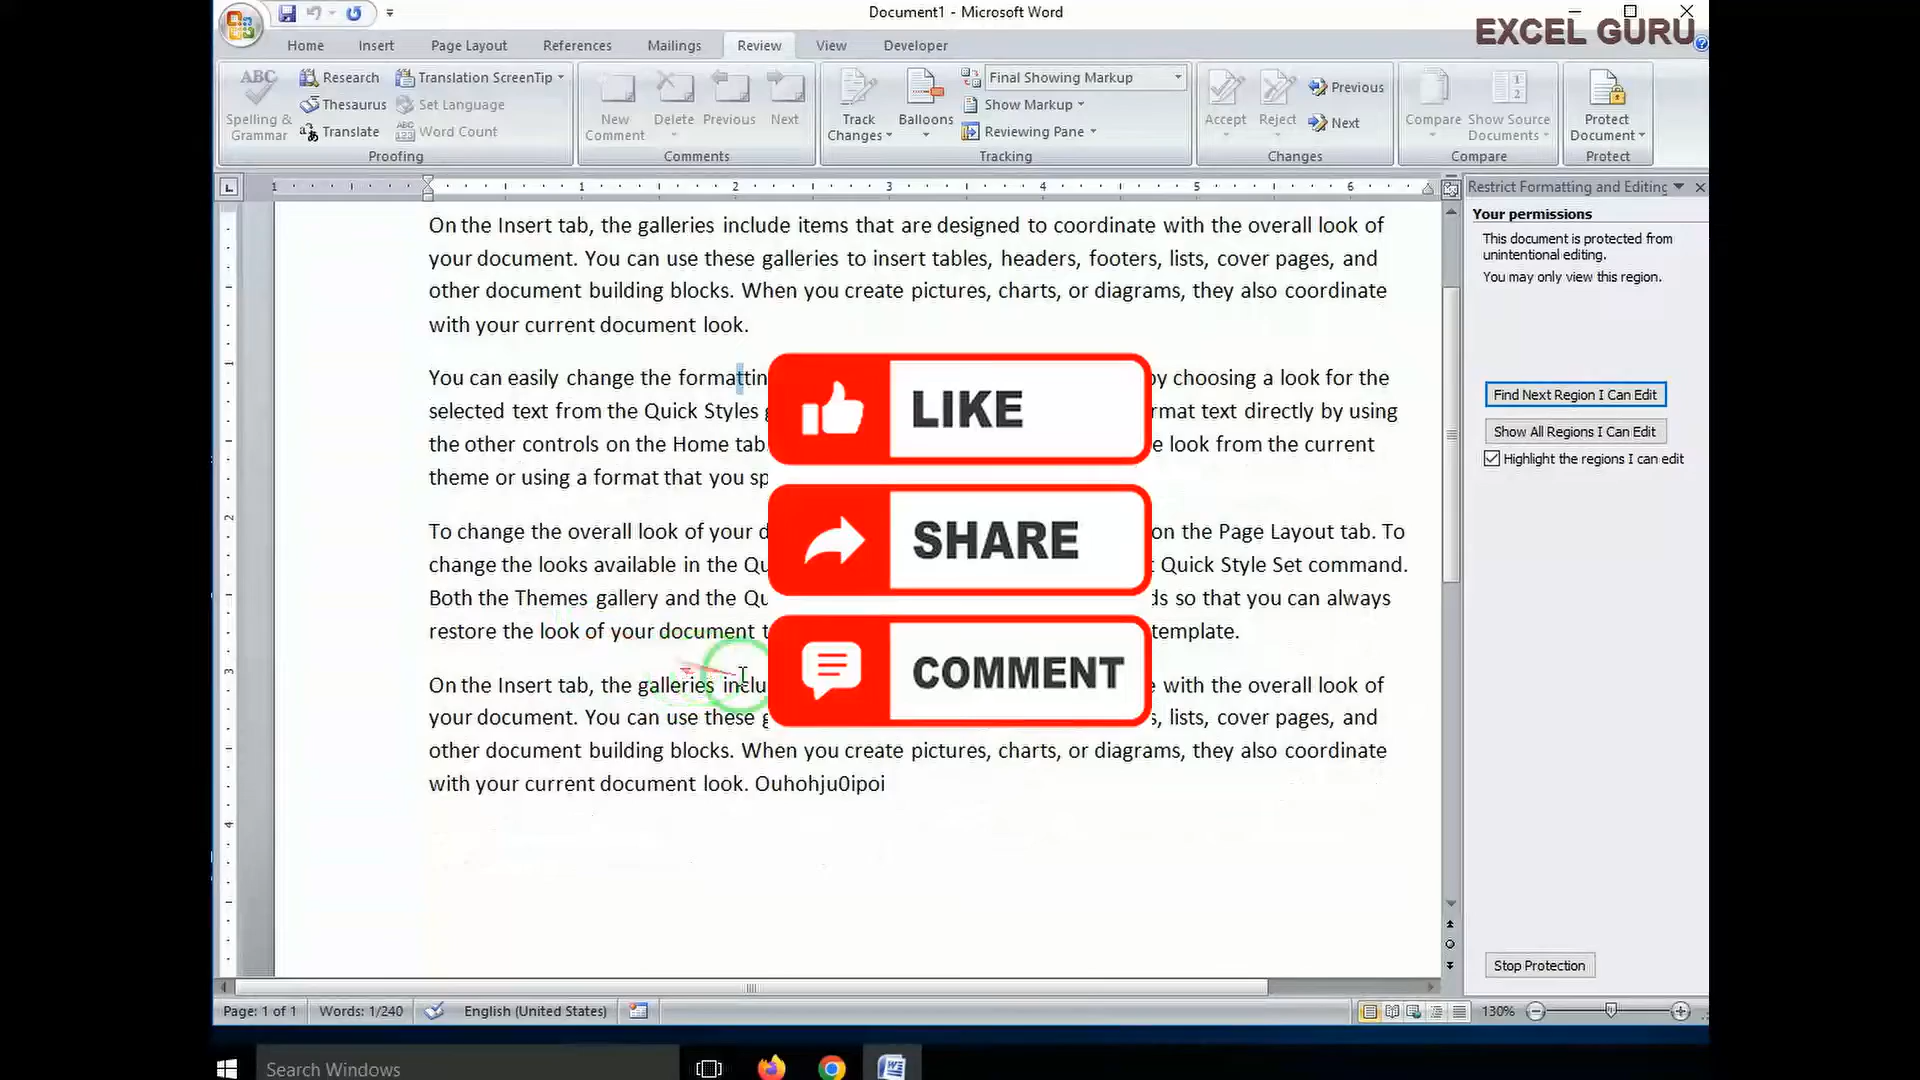 Document1 - Microsoft Word
EXCEL GURU
Home Insert Page Layout References Mailings Review View Developer
ABC Spelling & Grammar
Research
Thesaurus
Translate
Translation ScreenTip
Set Language
Word Count
Proofing
New Comment
Delete
Previous
Next
Comments
Track Changes
Balloons
Final Showing Markup
Show Markup
Reviewing Pane
Tracking
Accept
Reject
Previous
Next
Changes
Compare
Show Source Documents
Compare
Protect Document
Protect
1 1 2 3 4 5 6
On the Insert tab, the galleries include items that are designed to coordinate with the overall look of
your document. You can use these galleries to insert tables, headers, footers, lists, cover pages, and
other document building blocks. When you create pictures, charts, or diagrams, they also coordinate
with your current document look.
You can easily change the formattin by choosing a look for the
selected text from the Quick Styles g rmat text directly by using
the other controls on the Home tab. e look from the current
theme or using a format that you sp
To change the overall look of your d on the Page Layout tab. To
change the looks available in the Qu t Quick Style Set command.
Both the Themes gallery and the Qu ds so that you can always
restore the look of your document t template.
On the Insert tab, the galleries inclu e with the overall look of
your document. You can use these g s, lists, cover pages, and
other document building blocks. When you create pictures, charts, or diagrams, they also coordinate
with your current document look. Ouhohju0ipoi
LIKE
SHARE
COMMENT
Restrict Formatting and Editing
Your permissions
This document is protected from
unintentional editing.
You may only view this region.
Find Next Region I Can Edit
Show All Regions I Can Edit
Highlight the regions I can edit
Stop Protection
Page: 1 of 1 Words: 1/240 English (United States) 130%
Search Windows